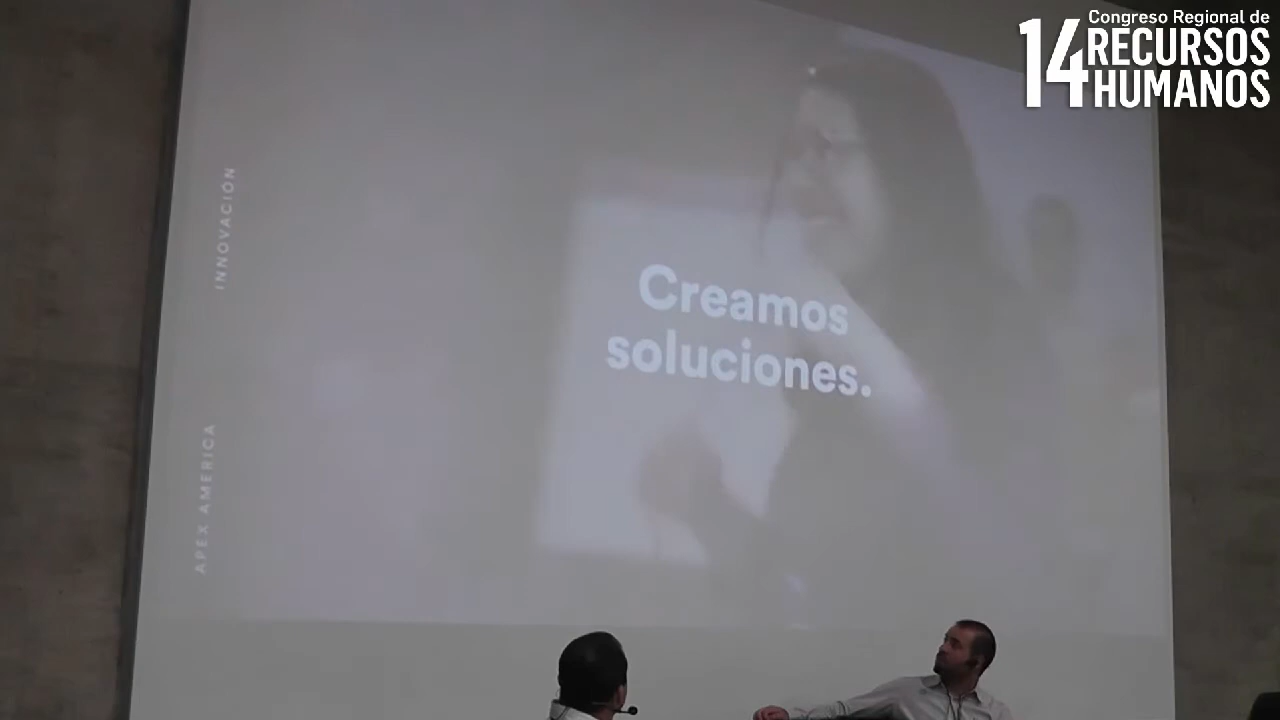 14
Congreso Regional de
RECURSOS
HUMANOS
INNOVACIÓN
Creamos
soluciones.
APEX AMERICA